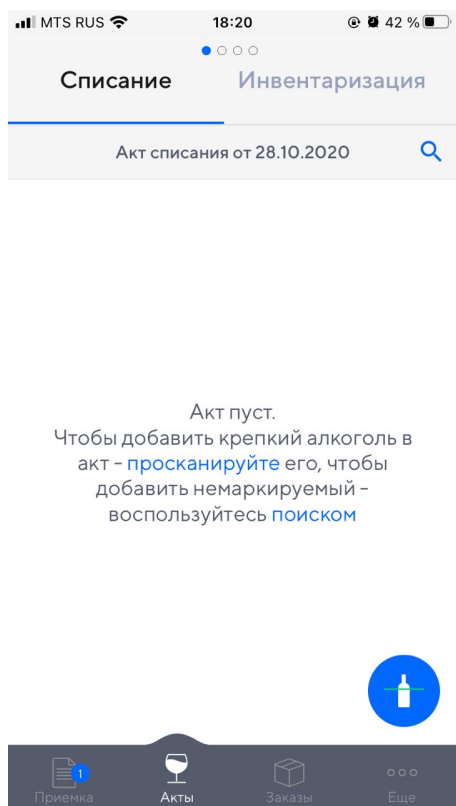 MTS RUS 18:20 42 %
Списание Инвентаризация
Акт списания от 28.10.2020
Акт пуст.
Чтобы добавить крепкий алкоголь в
акт - просканируйте его, чтобы
добавить немаркируемый -
воспользуйтесь поиском
1
Приемка Акты Заказы Еще